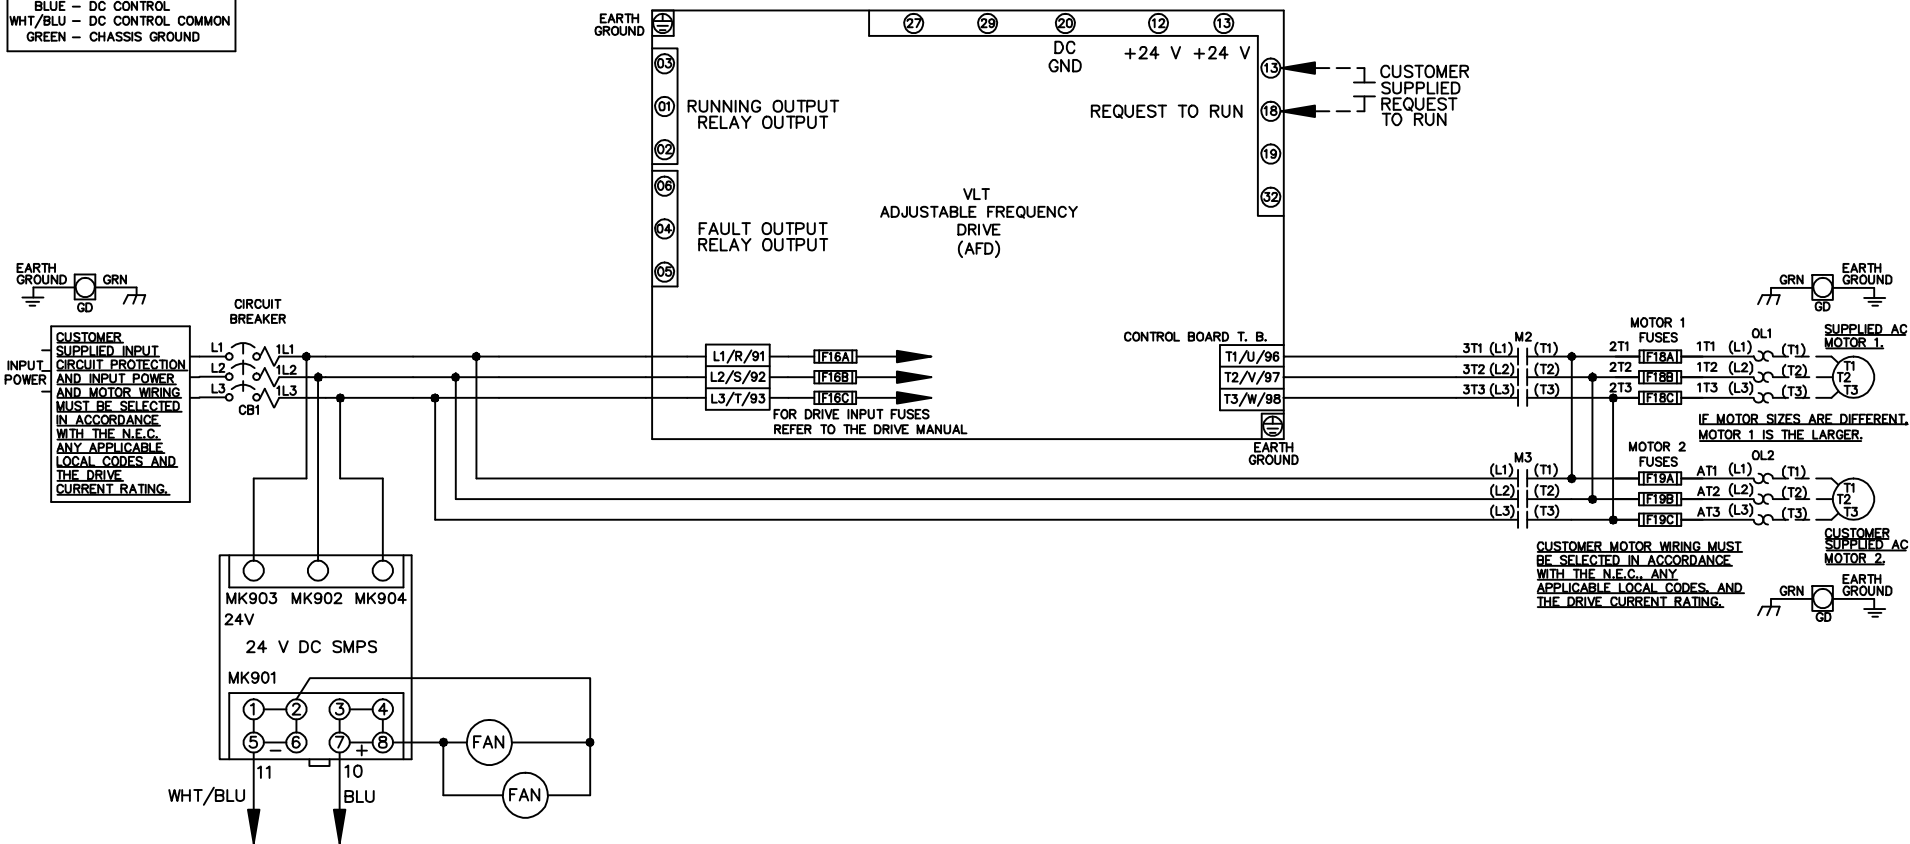 BLUE – DC CONTROL
WHT/BLU – DC CONTROL COMMON
GREEN – CHASSIS GROUND
EARTH
GROUND
27 29 20 12 13
DC
GND
+24 V +24 V
03
01
02
RUNNING OUTPUT
RELAY OUTPUT
06
04
05
FAULT OUTPUT
RELAY OUTPUT
REQUEST TO RUN
13
18
19
32
CUSTOMER
SUPPLIED
REQUEST
TO RUN
VLT
ADJUSTABLE FREQUENCY
DRIVE
(AFD)
EARTH
GROUND
GRN
GD
INPUT
POWER
CUSTOMER
SUPPLIED INPUT
CIRCUIT PROTECTION
AND INPUT POWER
AND MOTOR WIRING
MUST BE SELECTED
IN ACCORDANCE
WITH THE N.E.C.
ANY APPLICABLE
LOCAL CODES AND
THE DRIVE
CURRENT RATING.
CIRCUIT
BREAKER
L1 1L1
L2 1L2
L3 1L3
CB1
L1/R/91 F16A
L2/S/92 F16B
L3/T/93 F16C
FOR DRIVE INPUT FUSES
REFER TO THE DRIVE MANUAL
CONTROL BOARD T. B.
T1/U/96
T2/V/97
T3/W/98
EARTH
GROUND
M2
3T1 (L1) (T1)
3T2 (L2) (T2)
3T3 (L3) (T3)
MOTOR 1
FUSES
2T1 F18A 1T1 (L1) (T1)
2T2 F18B 1T2 (L2) (T2)
2T3 F18C 1T3 (L3) (T3)
OL1
GRN
GD
EARTH
GROUND
SUPPLIED AC
MOTOR 1.
T1
T2
T3
IF MOTOR SIZES ARE DIFFERENT,
MOTOR 1 IS THE LARGER.
M3
(L1) (T1)
(L2) (T2)
(L3) (T3)
MOTOR 2
FUSES
F19A AT1 (L1) (T1)
F19B AT2 (L2) (T2)
F19C AT3 (L3) (T3)
OL2
T1
T2
T3
CUSTOMER
SUPPLIED AC
MOTOR 2.
CUSTOMER MOTOR WIRING MUST
BE SELECTED IN ACCORDANCE
WITH THE N.E.C., ANY
APPLICABLE LOCAL CODES, AND
THE DRIVE CURRENT RATING.
GRN
GD
EARTH
GROUND
MK903 MK902 MK904
24V
24 V DC SMPS
MK901
1 2 3 4
5 – 6 7 + 8
11 10
WHT/BLU BLU
FAN
FAN